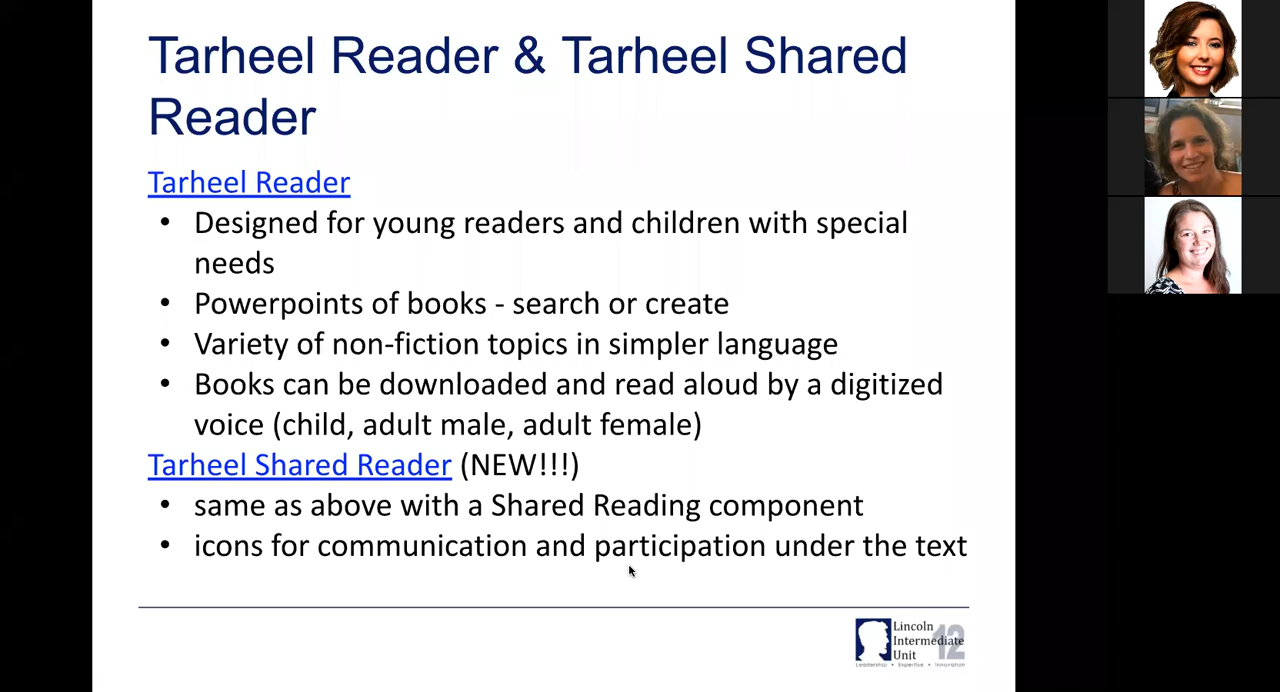 Tarheel Reader & Tarheel Shared
Reader
Tarheel Reader
• Designed for young readers and children with special
needs
• Powerpoints of books - search or create
• Variety of non-fiction topics in simpler language
• Books can be downloaded and read aloud by a digitized
voice (child, adult male, adult female)
Tarheel Shared Reader (NEW!!!)
• same as above with a Shared Reading component
• icons for communication and participation under the text
Lincoln
Intermediate
Unit
12
Leadership • Expertise • Innovation